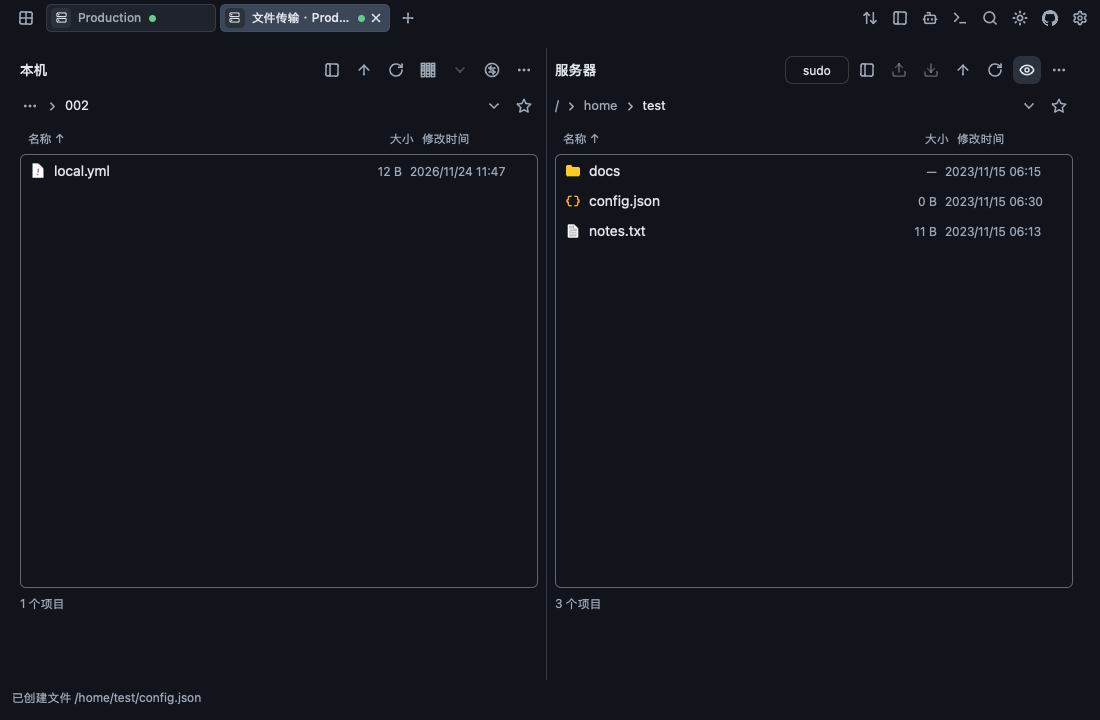 Production
文件传输 · Prod...
本机
002
名称 ↑ 大小 修改时间
local.yml 12 B 2026/11/24 11:47
1 个项目
服务器
sudo
/ home test
名称 ↑ 大小 修改时间
docs — 2023/11/15 06:15
config.json 0 B 2023/11/15 06:30
notes.txt 11 B 2023/11/15 06:13
3 个项目
已创建文件 /home/test/config.json